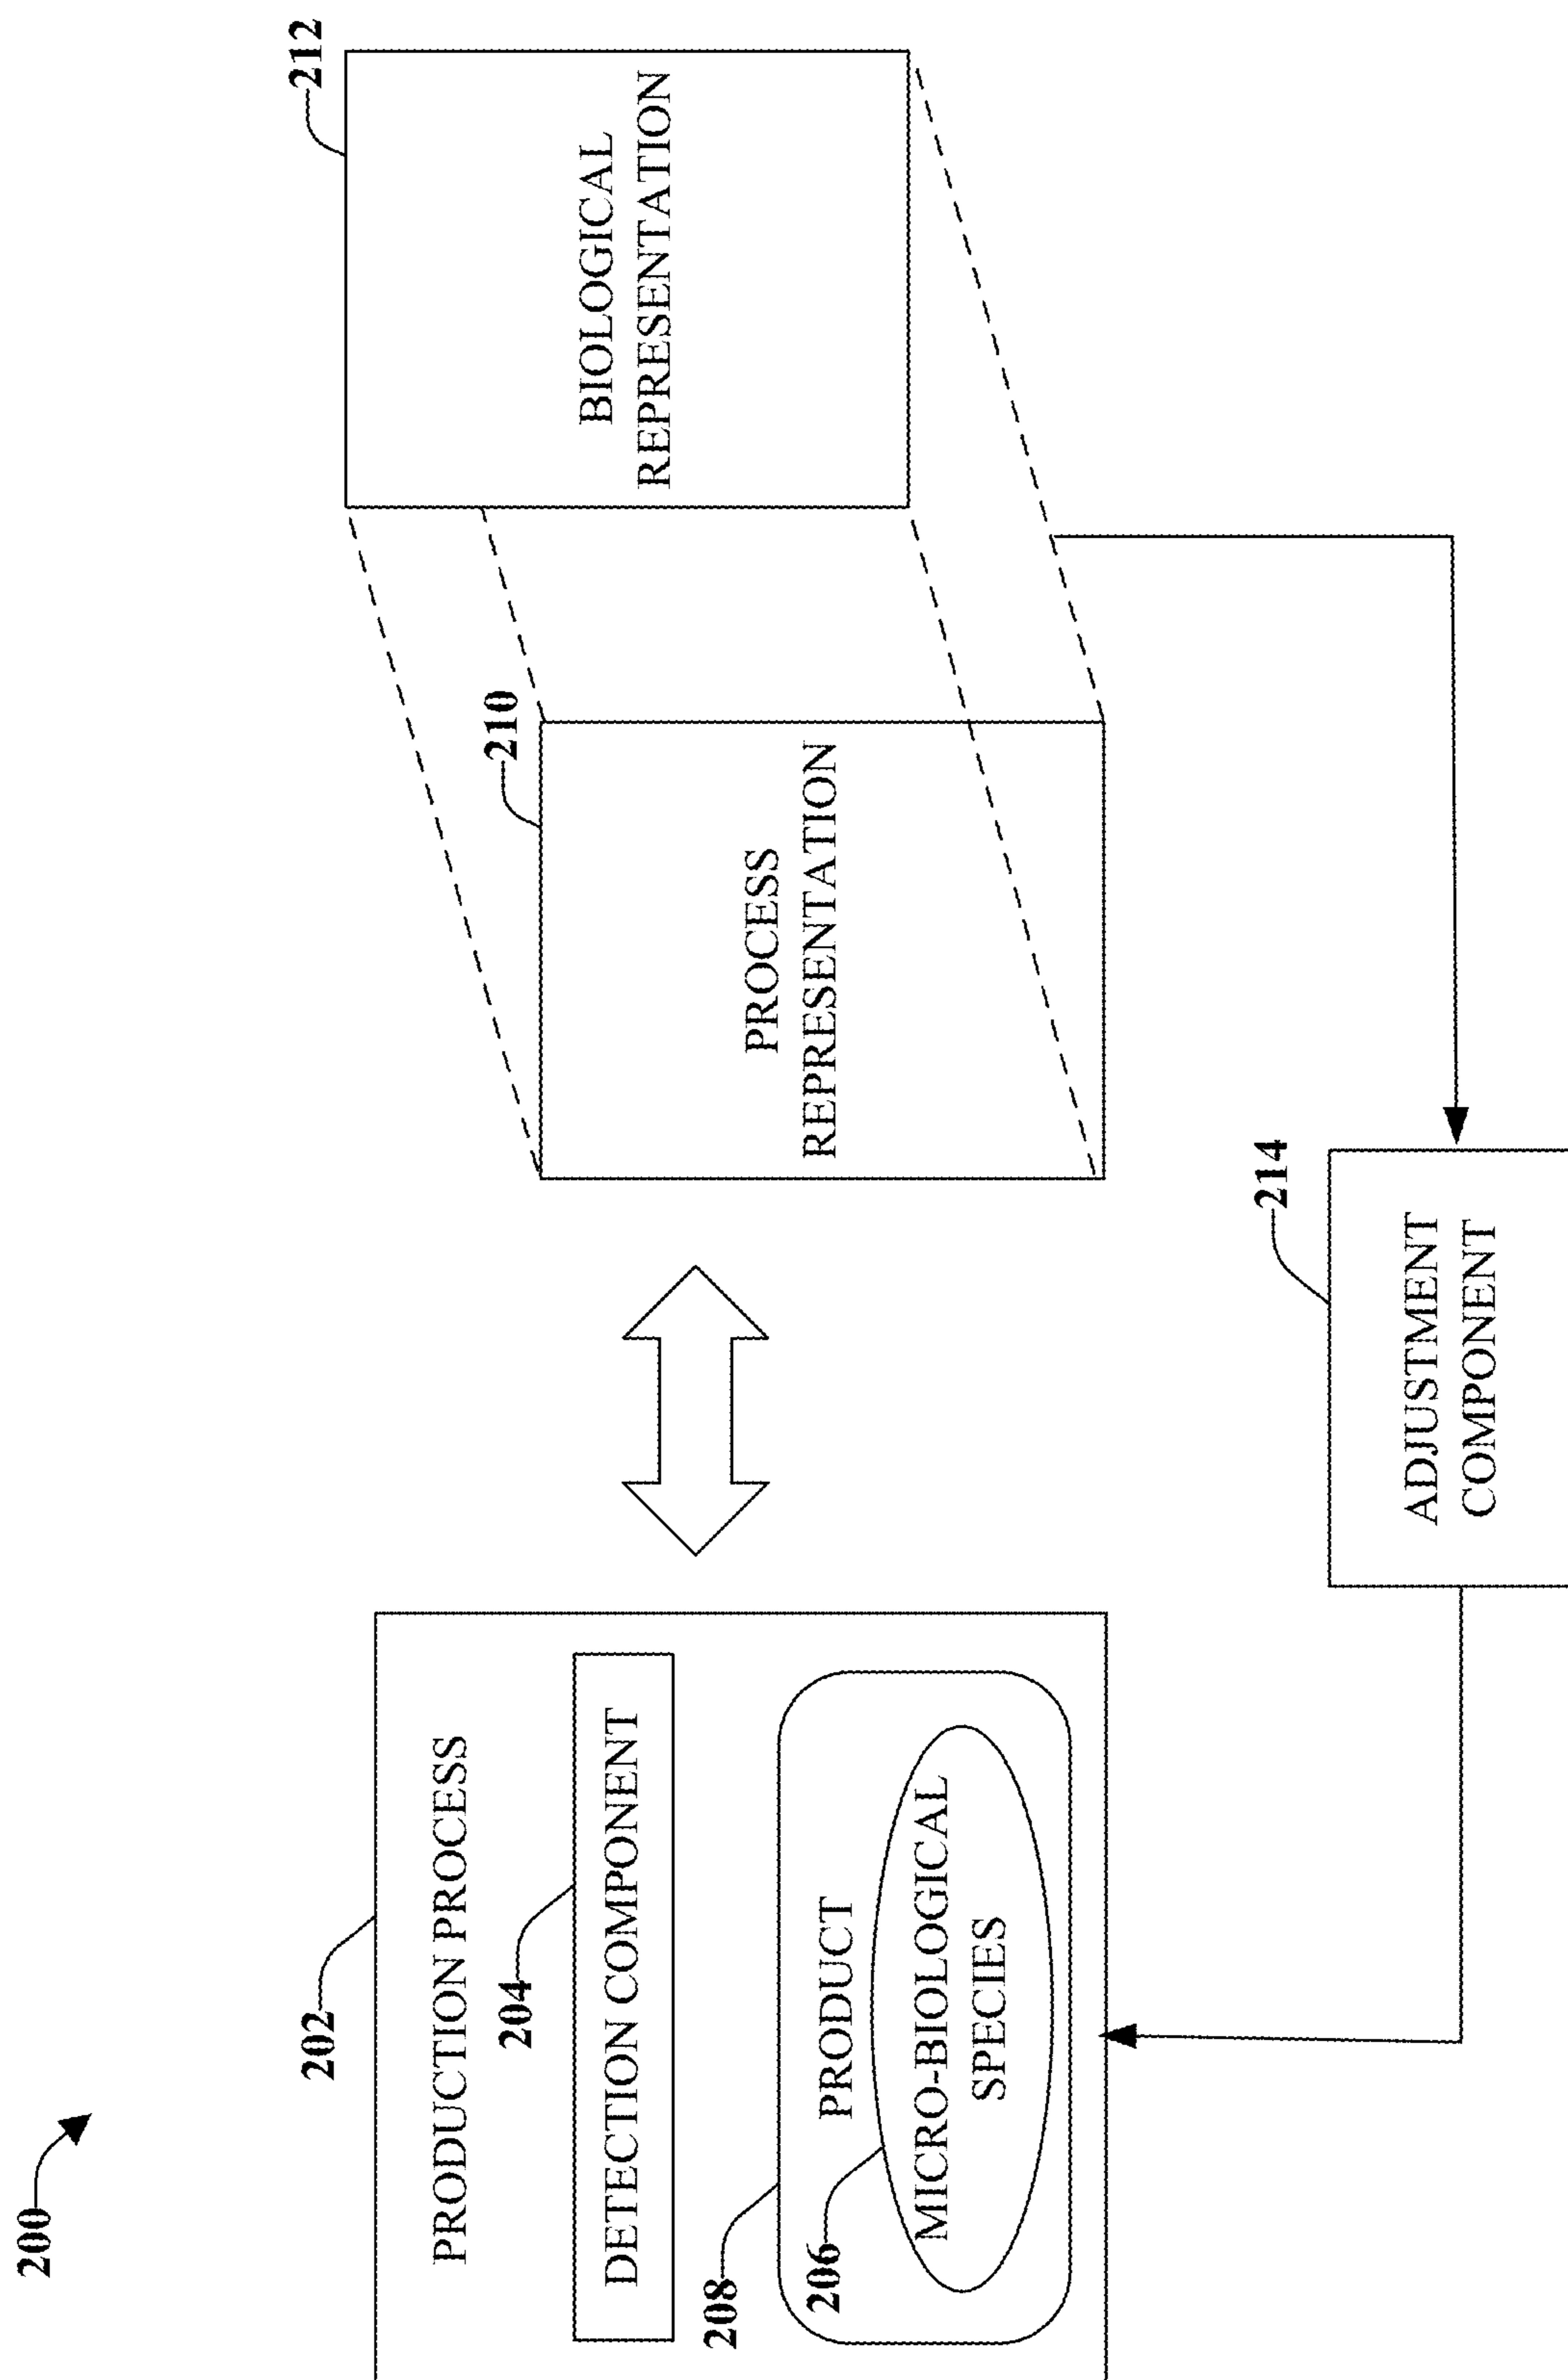 200
202
PRODUCTION PROCESS
204
DETECTION COMPONENT
208
PRODUCT
206
MICRO-BIOLOGICAL
SPECIES
210
PROCESS
REPRESENTATION
212
BIOLOGICAL
REPRESENTATION
214
ADJUSTMENT
COMPONENT